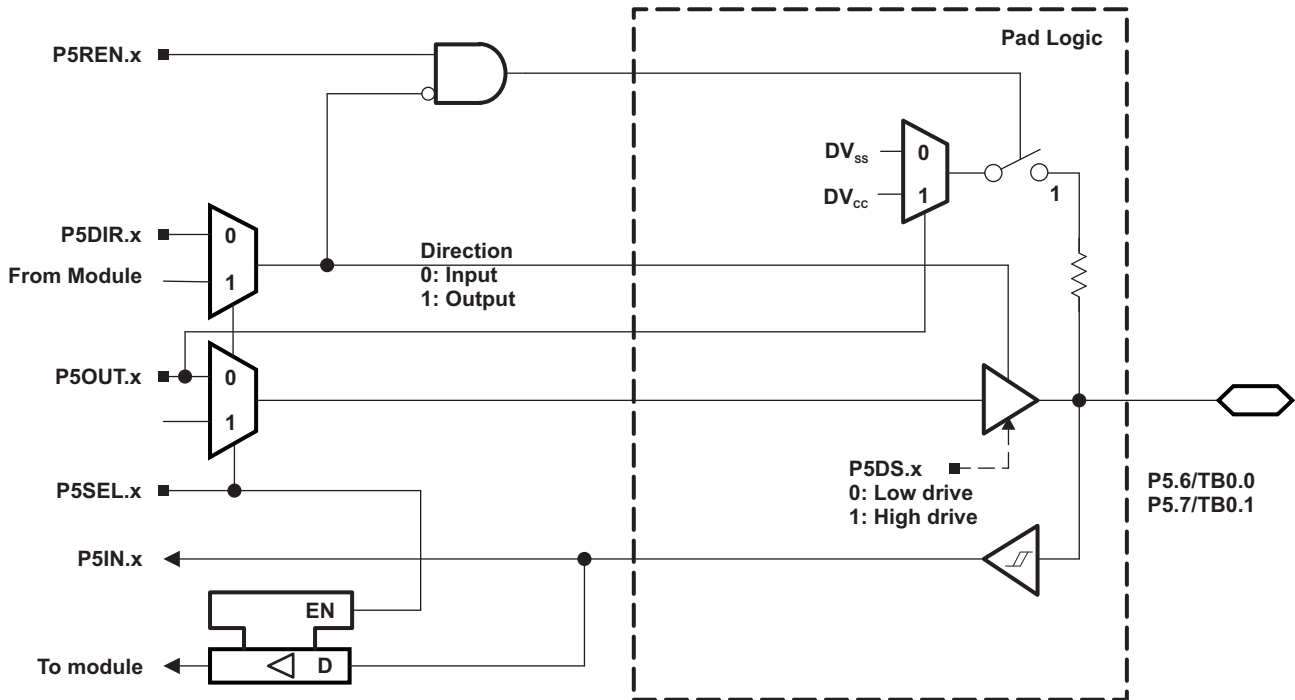 Pad Logic
P5REN.x
DVss
0
DVcc
1
1
P5DIR.x
0
From Module
1
Direction
0: Input
1: Output
P5OUT.x
0
1
P5DS.x
0: Low drive
1: High drive
P5.6/TB0.0
P5.7/TB0.1
P5SEL.x
P5IN.x
EN
To module
D